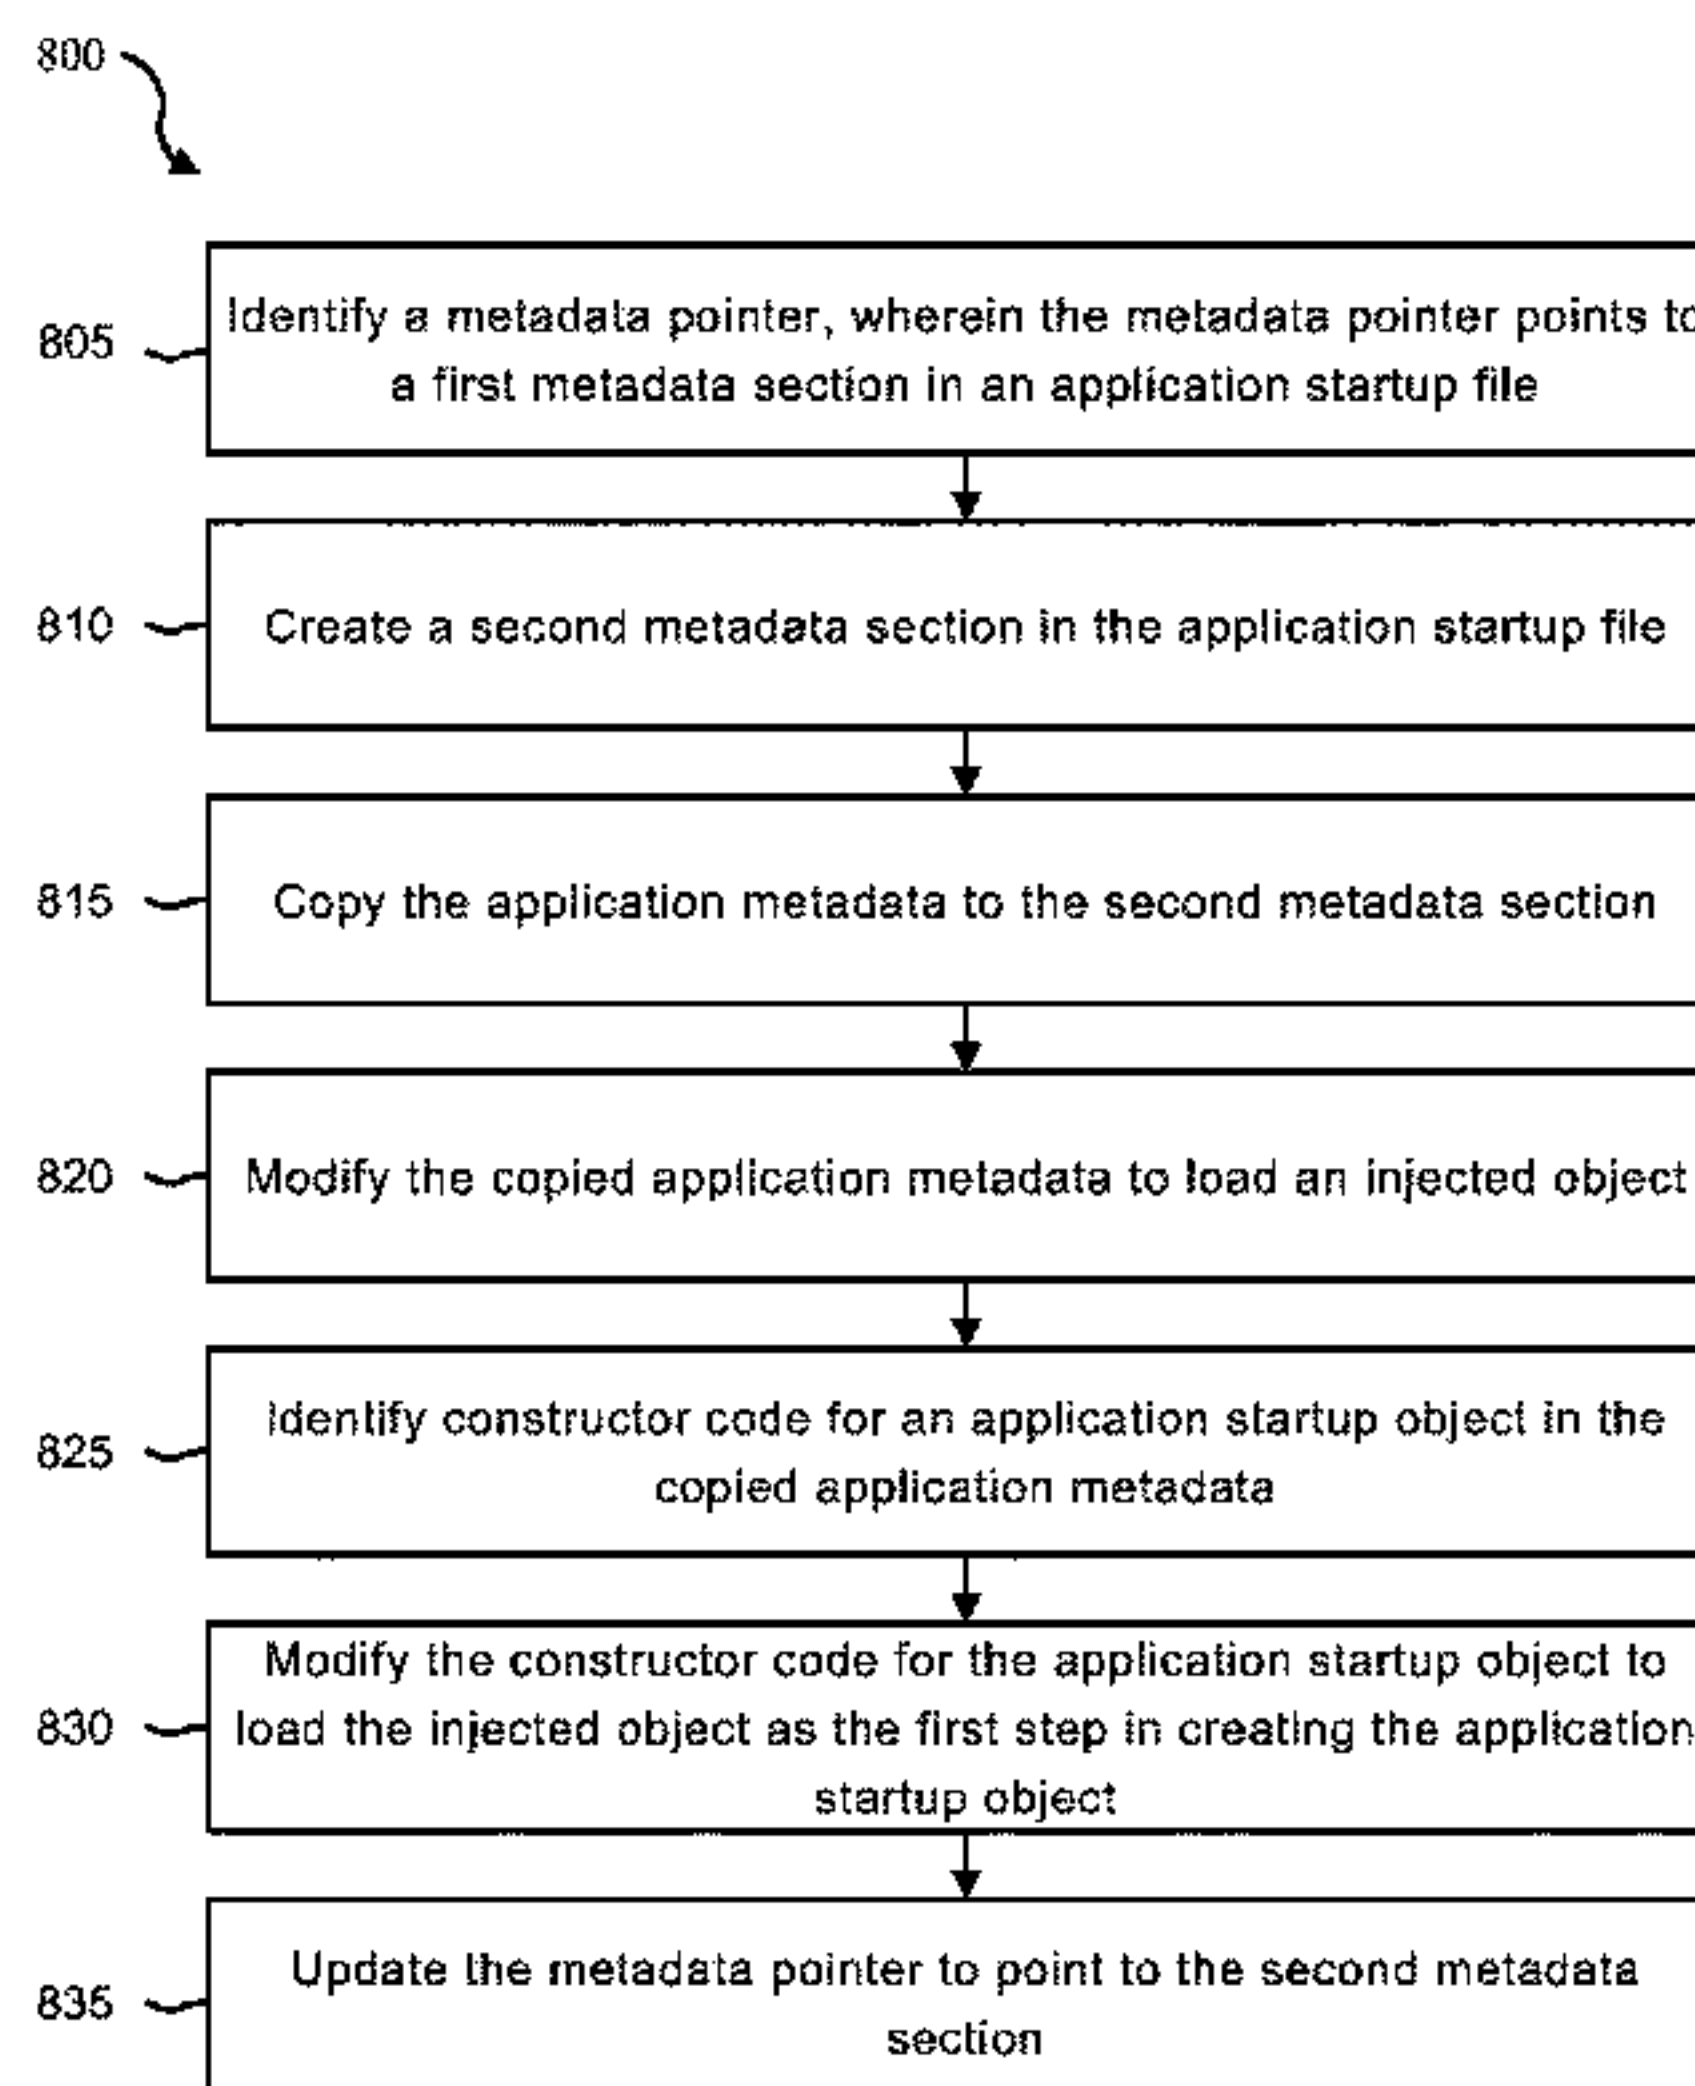 800
805
Identify a metadata pointer, wherein the metadata pointer points to
a first metadata section in an application startup file
810
Create a second metadata section in the application startup file
815
Copy the application metadata to the second metadata section
820
Modify the copied application metadata to load an injected object
825
Identify constructor code for an application startup object in the
copied application metadata
830
Modify the constructor code for the application startup object to
load the injected object as the first step in creating the application
startup object
835
Update the metadata pointer to point to the second metadata
section